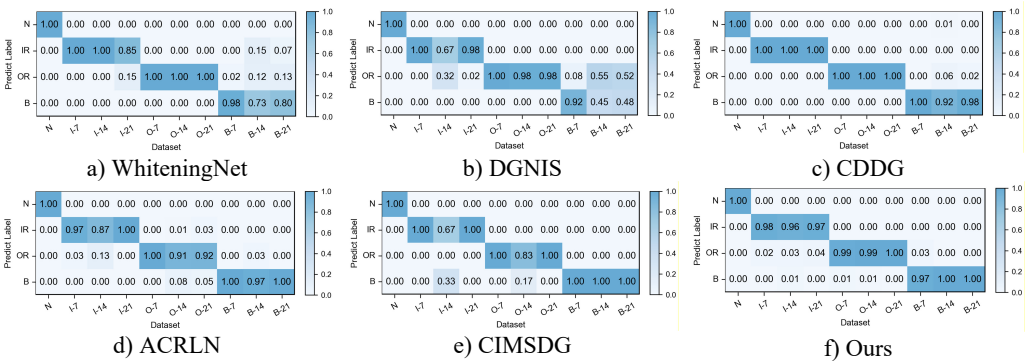 Predict Label
N 1.00 0.00 0.00 0.00 0.00 0.00 0.00 0.00 0.00 0.00
IR 0.00 1.00 1.00 0.85 0.00 0.00 0.00 0.00 0.15 0.07
OR 0.00 0.00 0.00 0.15 1.00 1.00 1.00 0.02 0.12 0.13
B 0.00 0.00 0.00 0.00 0.00 0.00 0.00 0.98 0.73 0.80
N I-7 I-14 I-21 O-7 O-14 O-21 B-7 B-14 B-21
Dataset
1.0
0.8
0.6
0.4
0.2
0.0
a) WhiteningNet
Predict Label
N 1.00 0.00 0.00 0.00 0.00 0.00 0.00 0.00 0.00 0.00
IR 0.00 1.00 0.67 0.98 0.00 0.00 0.00 0.00 0.00 0.00
OR 0.00 0.00 0.32 0.02 1.00 0.98 0.98 0.08 0.55 0.52
B 0.00 0.00 0.00 0.00 0.00 0.00 0.00 0.92 0.45 0.48
N I-7 I-14 I-21 O-7 O-14 O-21 B-7 B-14 B-21
Dataset
1.0
0.8
0.6
0.4
0.2
0.0
b) DGNIS
Predict Label
N 1.00 0.00 0.00 0.00 0.00 0.00 0.00 0.00 0.01 0.00
IR 0.00 1.00 1.00 1.00 0.00 0.00 0.00 0.00 0.00 0.00
OR 0.00 0.00 0.00 0.00 1.00 1.00 1.00 0.00 0.06 0.02
B 0.00 0.00 0.00 0.00 0.00 0.00 0.00 1.00 0.92 0.98
N I-7 I-14 I-21 O-7 O-14 O-21 B-7 B-14 B-21
Dataset
1.0
0.8
0.6
0.4
0.2
0.0
c) CDDG
Predict Label
N 1.00 0.00 0.00 0.00 0.00 0.00 0.00 0.00 0.00 0.00
IR 0.00 0.97 0.87 1.00 0.00 0.01 0.03 0.00 0.00 0.00
OR 0.00 0.03 0.13 0.00 1.00 0.91 0.92 0.00 0.03 0.00
B 0.00 0.00 0.00 0.00 0.00 0.08 0.05 1.00 0.97 1.00
N I-7 I-14 I-21 O-7 O-14 O-21 B-7 B-14 B-21
Dataset
1.0
0.8
0.6
0.4
0.2
0.0
d) ACRLN
Predict Label
N 1.00 0.00 0.00 0.00 0.00 0.00 0.00 0.00 0.00 0.00
IR 0.00 1.00 0.67 1.00 0.00 0.00 0.00 0.00 0.00 0.00
OR 0.00 0.00 0.00 0.00 1.00 0.83 1.00 0.00 0.00 0.00
B 0.00 0.00 0.33 0.00 0.00 0.17 0.00 1.00 1.00 1.00
N I-7 I-14 I-21 O-7 O-14 O-21 B-7 B-14 B-21
Dataset
1.0
0.8
0.6
0.4
0.2
0.0
e) CIMSDG
Predict Label
N 1.00 0.00 0.00 0.00 0.00 0.00 0.00 0.00 0.00 0.00
IR 0.00 0.98 0.96 0.97 0.00 0.00 0.00 0.00 0.00 0.00
OR 0.00 0.02 0.03 0.04 0.99 0.99 1.00 0.03 0.00 0.00
B 0.00 0.00 0.01 0.00 0.01 0.01 0.00 0.97 1.00 1.00
N I-7 I-14 I-21 O-7 O-14 O-21 B-7 B-14 B-21
Dataset
1.0
0.8
0.6
0.4
0.2
0.0
f) Ours